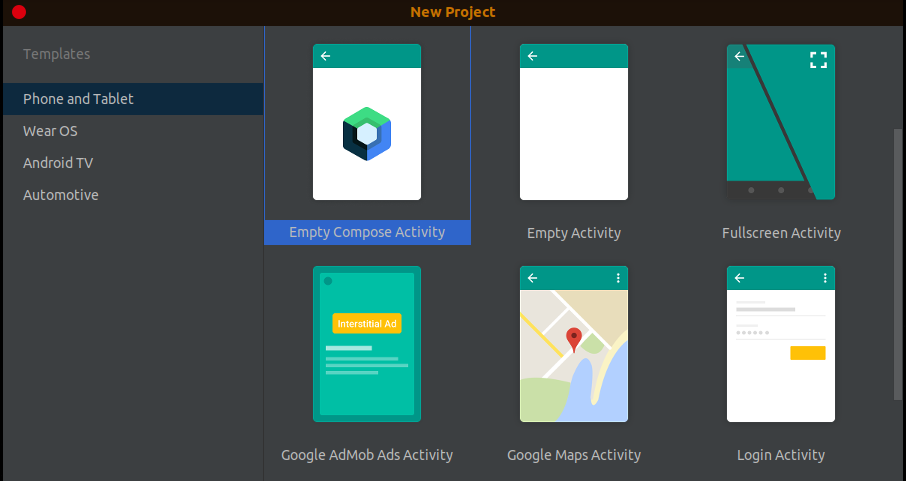 New Project
Templates
Phone and Tablet
Wear OS
Android TV
Automotive
Empty Compose Activity
Empty Activity
Fullscreen Activity
Interstitial Ad
Google AdMob Ads Activity
Google Maps Activity
Login Activity